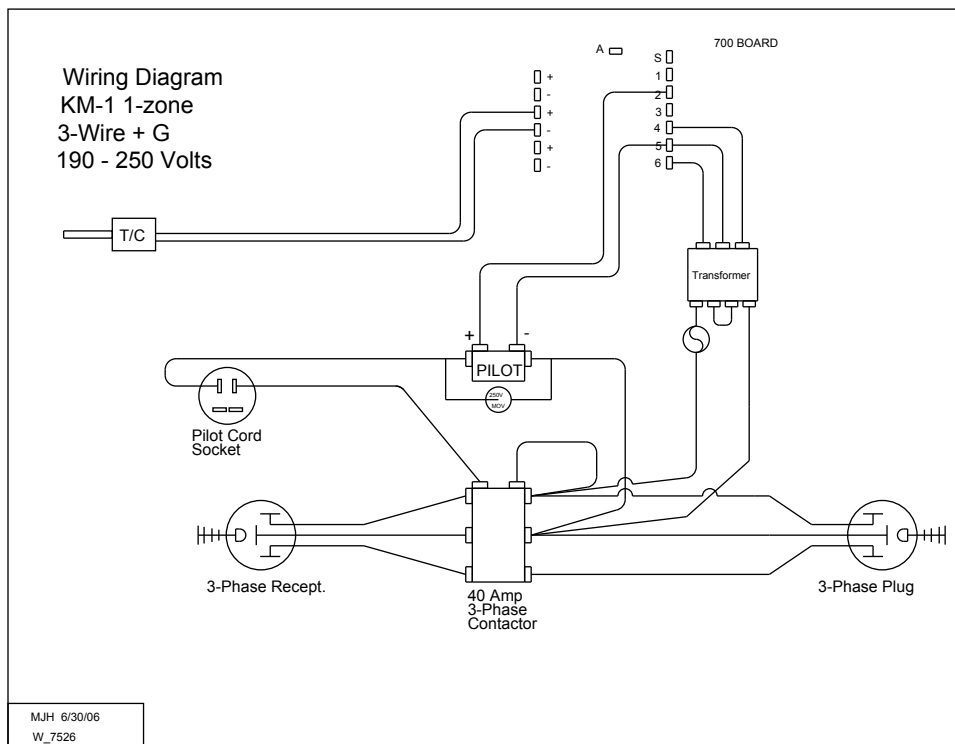 Wiring Diagram
KM-1 1-zone
3-Wire + G
190 - 250 Volts
700 BOARD
A
S
1
2
3
4
5
6
+
-
+
-
+
-
T/C
Transformer
+
-
PILOT
250V
MOV
Pilot Cord
Socket
3-Phase Recept.
40 Amp
3-Phase
Contactor
3-Phase Plug
MJH 6/30/06
W_7526